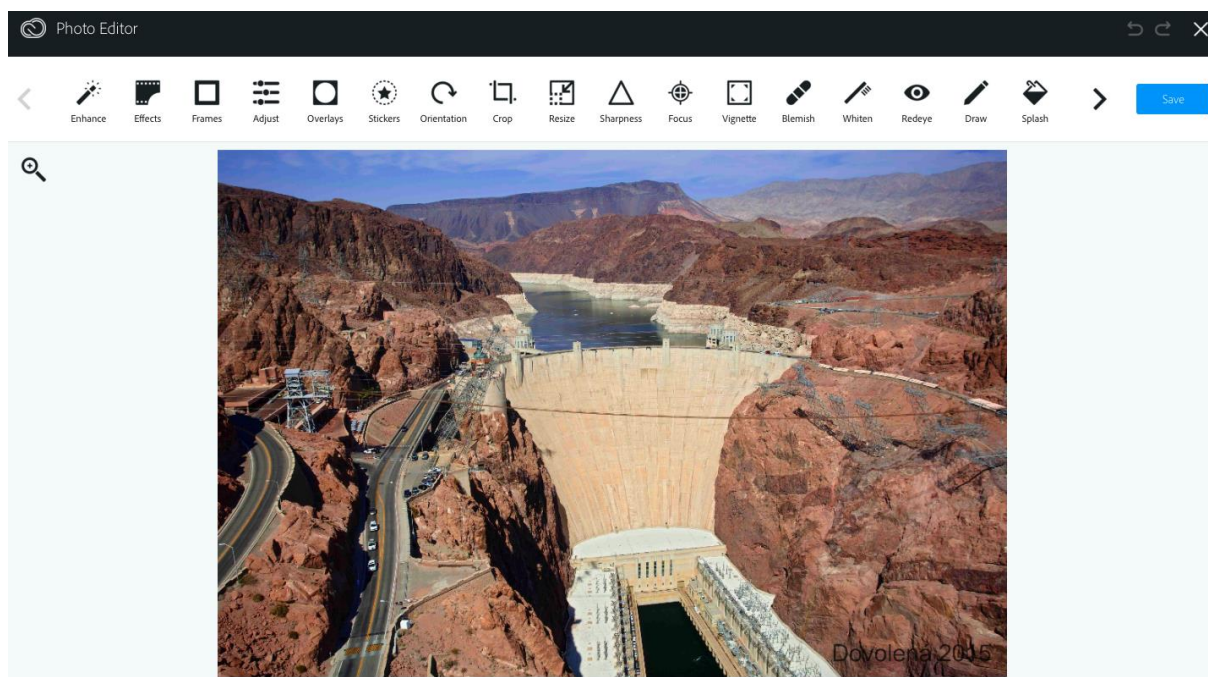 Photo Editor
Enhance Effects Frames Adjust Overlays Stickers Orientation Crop Resize Sharpness Focus Vignette Blemish Whiten Redeye Draw Splash Save
Dovolena 2015